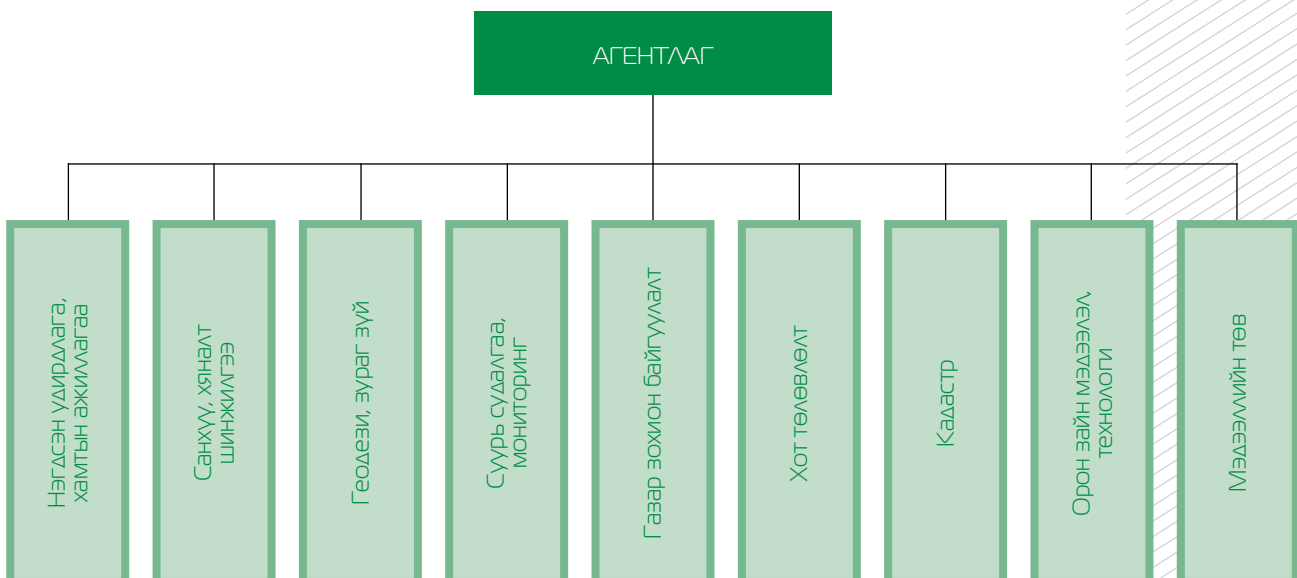 АГЕНТЛАГ
Нэгдсэн удирдлага,
хамтын ажиллагаа
Санхүү, хяналт
шинжилгээ
Геодези, зураг зүй
Суурь судалгаа,
мониторинг
Газар зохион байгуулалт
Хот төлөвлөлт
Кадастр
Орон зайн мэдээлэл,
технологи
Мэдээллийн төв